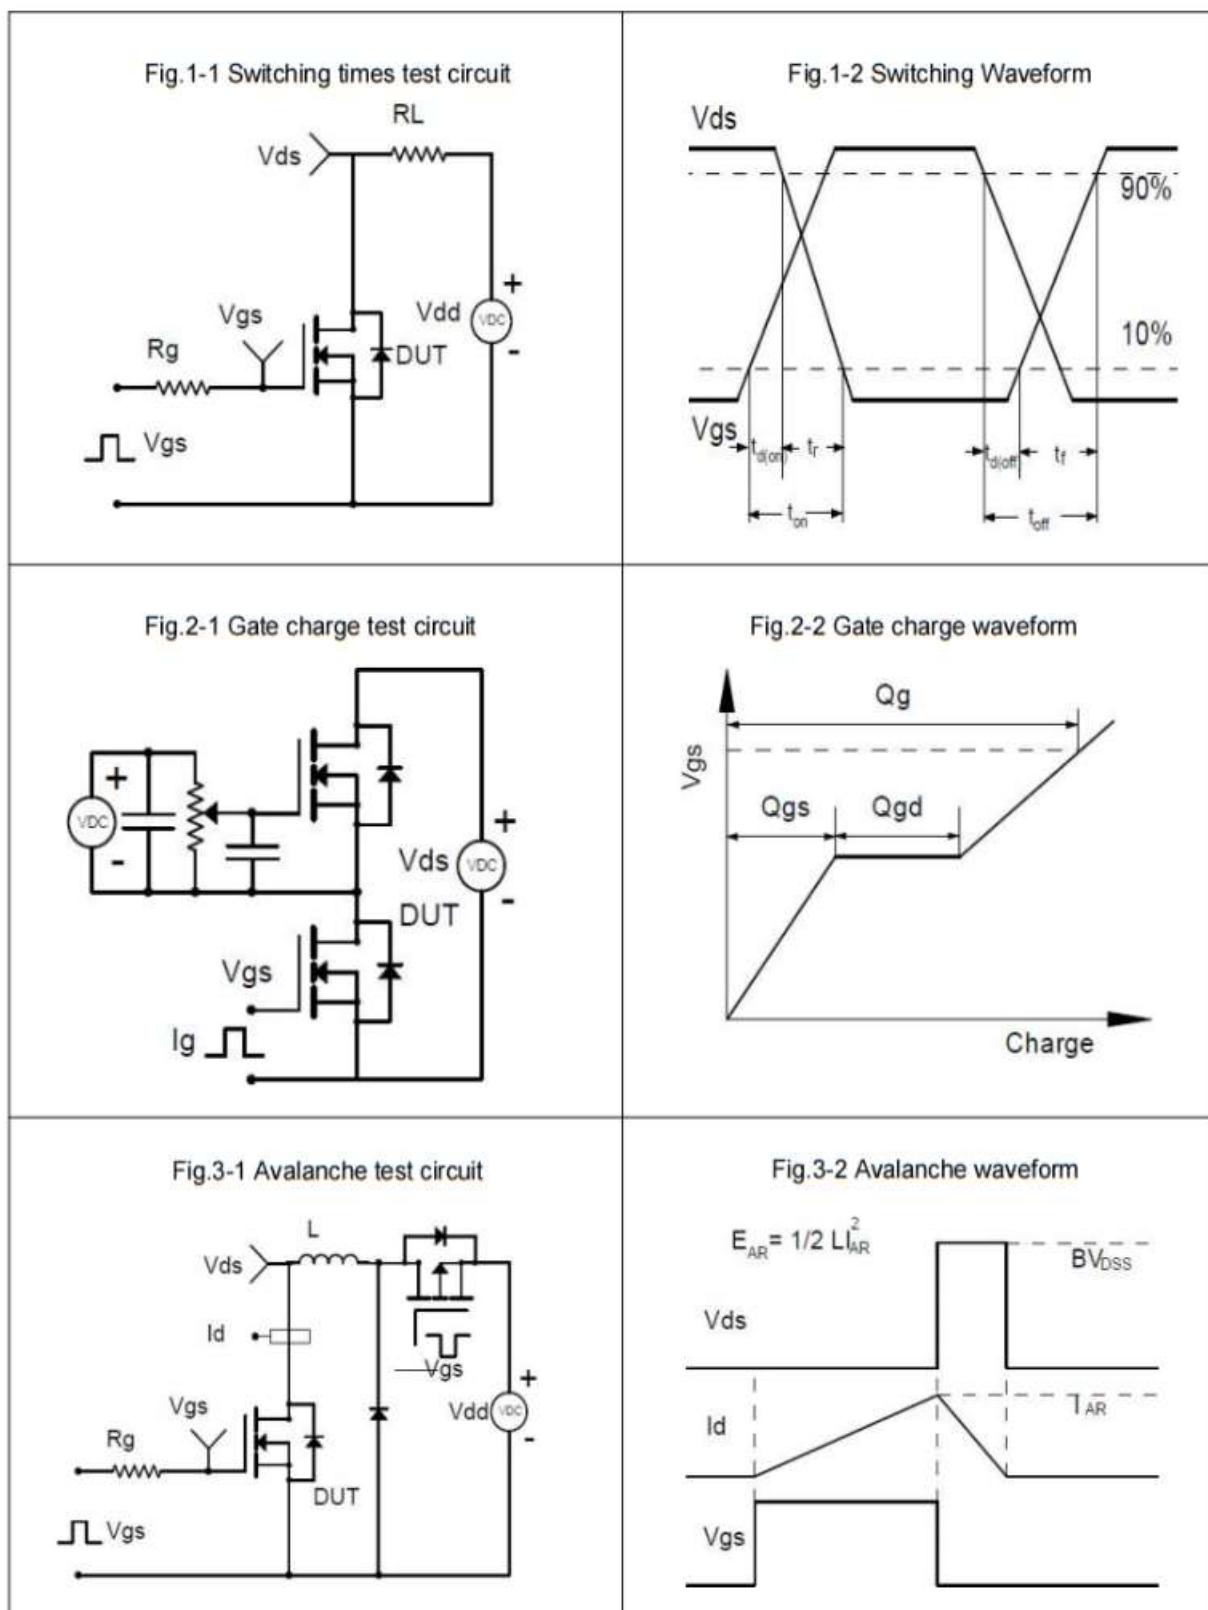 Fig.1-1 Switching times test circuit
RL
Vds
Vgs
Vdd
+
VDC
-
Rg
DUT
Vgs
Fig.1-2 Switching Waveform
Vds
90%
10%
Vgs
td(on) tr
td(off) tf
ton
toff
Fig.2-1 Gate charge test circuit
+
VDC
-
+
Vds
VDC
-
DUT
Vgs
Ig
Fig.2-2 Gate charge waveform
Qg
Vgs
Qgs
Qgd
Charge
Fig.3-1 Avalanche test circuit
L
Vds
Id
Vgs
+
Vdd
VDC
-
Vgs
Rg
DUT
Vgs
Fig.3-2 Avalanche waveform
EAR= 1/2 LI²AR
BVDSS
Vds
IAR
Id
Vgs